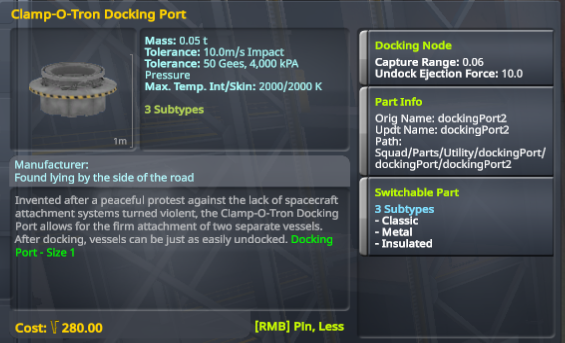 Clamp-O-Tron Docking Port
Mass: 0.05 t
Tolerance: 10.0m/s Impact
Tolerance: 50 Gees, 4,000 kPA
Pressure
Max. Temp. Int/Skin: 2000/2000 K
3 Subtypes
1m
Manufacturer:
Found lying by the side of the road
Invented after a peaceful protest against the lack of spacecraft
attachment systems turned violent, the Clamp-O-Tron Docking
Port allows for the firm attachment of two separate vessels.
After docking, vessels can be just as easily undocked. Docking
Port - Size 1
Cost: 280.00
[RMB] Pin, Less
Docking Node
Capture Range: 0.06
Undock Ejection Force: 10.0
Part Info
Orig Name: dockingPort2
Updt Name: dockingPort2
Path:
Squad/Parts/Utility/dockingPort/
dockingPort/dockingPort2
Switchable Part
3 Subtypes
- Classic
- Metal
- Insulated